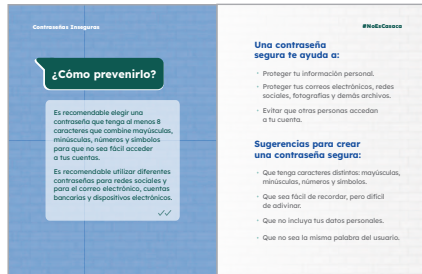 Contraseñas Inseguras
¿Cómo prevenirlo?
Es recomendable elegir una
contraseña que tenga al menos 8
caracteres que combine mayúsculas,
minúsculas, números y símbolos
para que no sea fácil acceder
a tus cuentas.
Es recomendable utilizar diferentes
contraseñas para redes sociales y
para el correo electrónico, cuentas
bancarias y dispositivos electrónicos.
#NoEsCasaca
Una contraseña
segura te ayuda a:
· Proteger tu información personal.
· Proteger tus correos electrónicos, redes
sociales, fotografías y demás archivos.
· Evitar que otras personas accedan
a tu cuenta.
Sugerencias para crear
una contraseña segura:
· Que tenga caracteres distintos: mayúsculas,
minúsculas, números y símbolos.
· Que sea fácil de recordar, pero difícil
de adivinar.
· Que no incluya tus datos personales.
· Que no sea la misma palabra del usuario.